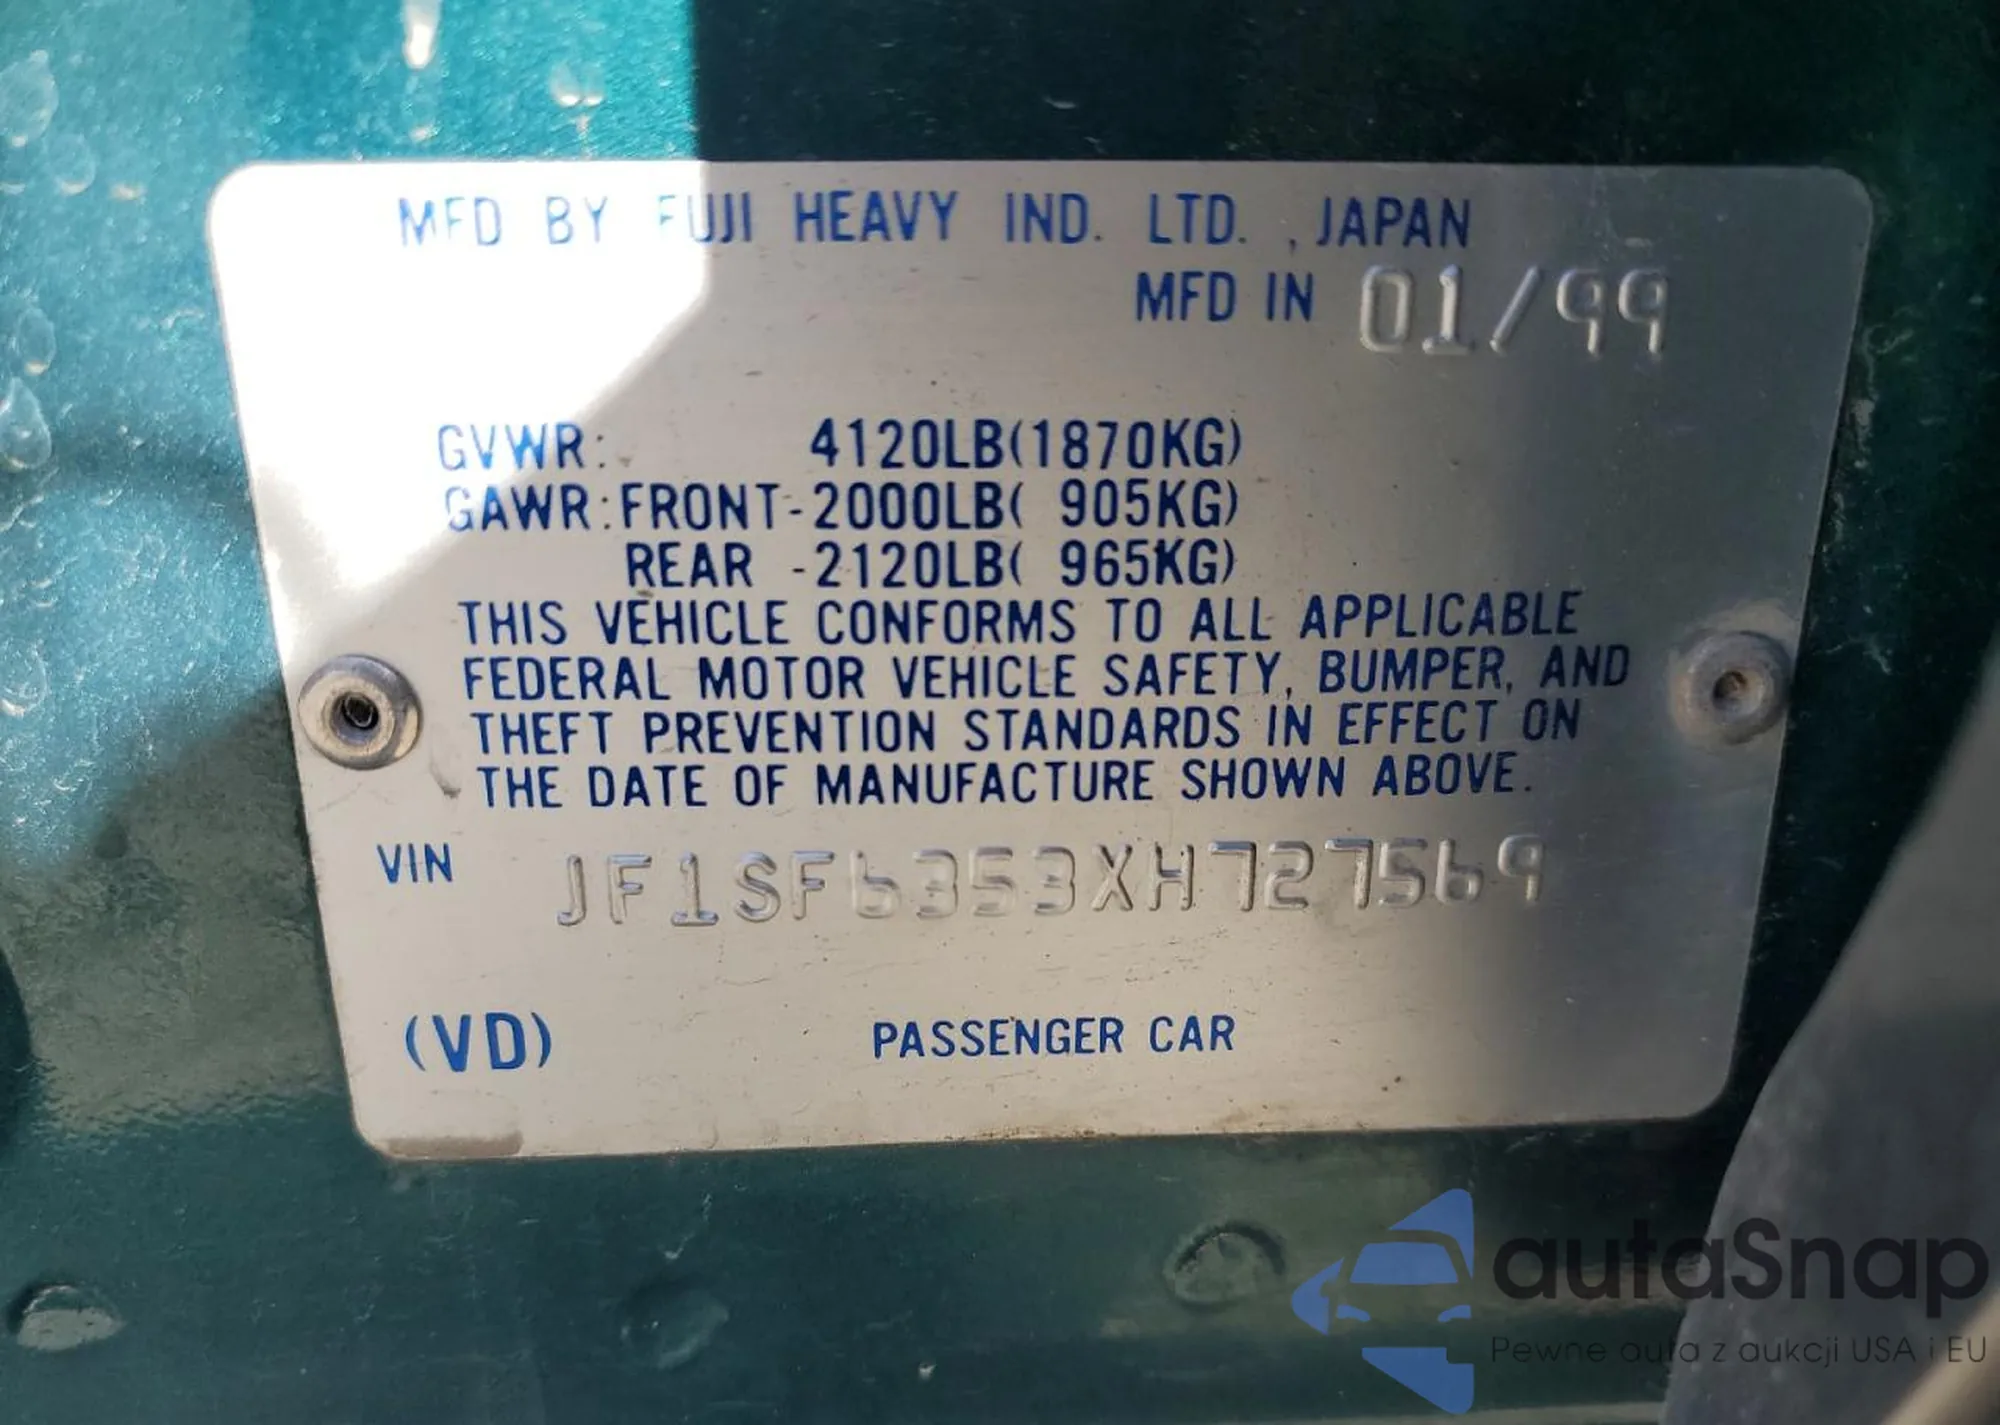 MFD BY FUJI HEAVY IND. LTD. , JAPAN
MFD IN 01/99
GVWR: 4120LB(1870KG)
GAWR:FRONT-2000LB( 905KG)
REAR -2120LB( 965KG)
THIS VEHICLE CONFORMS TO ALL APPLICABLE
FEDERAL MOTOR VEHICLE SAFETY, BUMPER, AND
THEFT PREVENTION STANDARDS IN EFFECT ON
THE DATE OF MANUFACTURE SHOWN ABOVE.
VIN JF1SF6353XH727569
(VD) PASSENGER CAR
autaSnap
Pewne auta z aukcji USA i EU